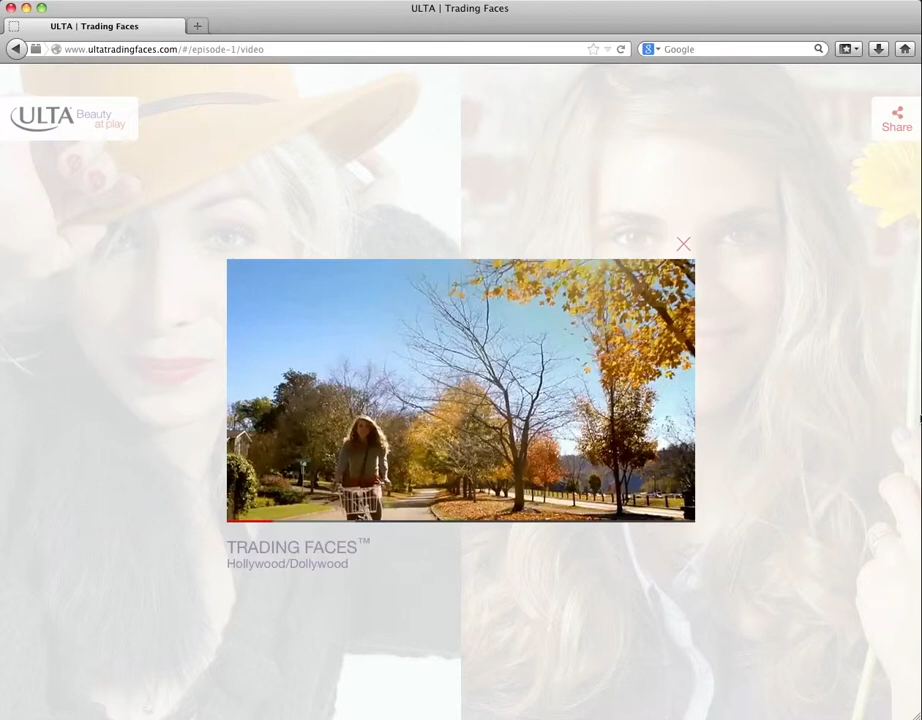 ULTA | Trading Faces
ULTA | Trading Faces
www.ultatradingfaces.com/#/episode-1/video
Google
ULTA Beauty
at play
Share
TRADING FACES™
Hollywood/Dollywood